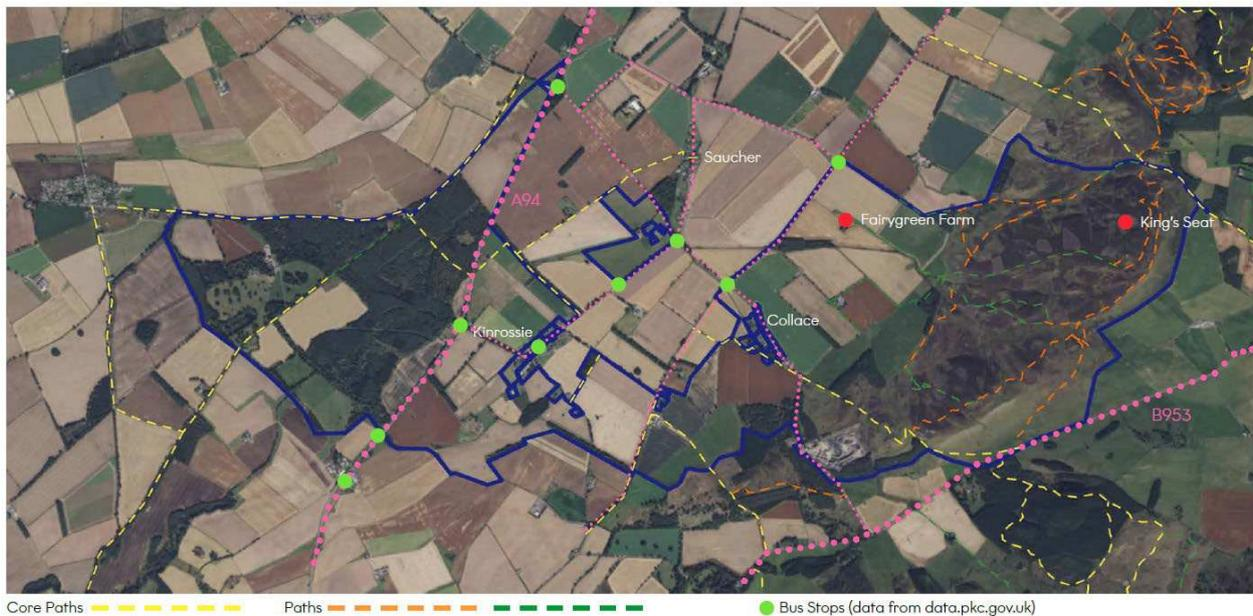 Saucher
A94
Fairygreen Farm
King's Seat
Kinrossie
Collace
B953
Core Paths
Paths
Bus Stops (data from data.pkc.gov.uk)